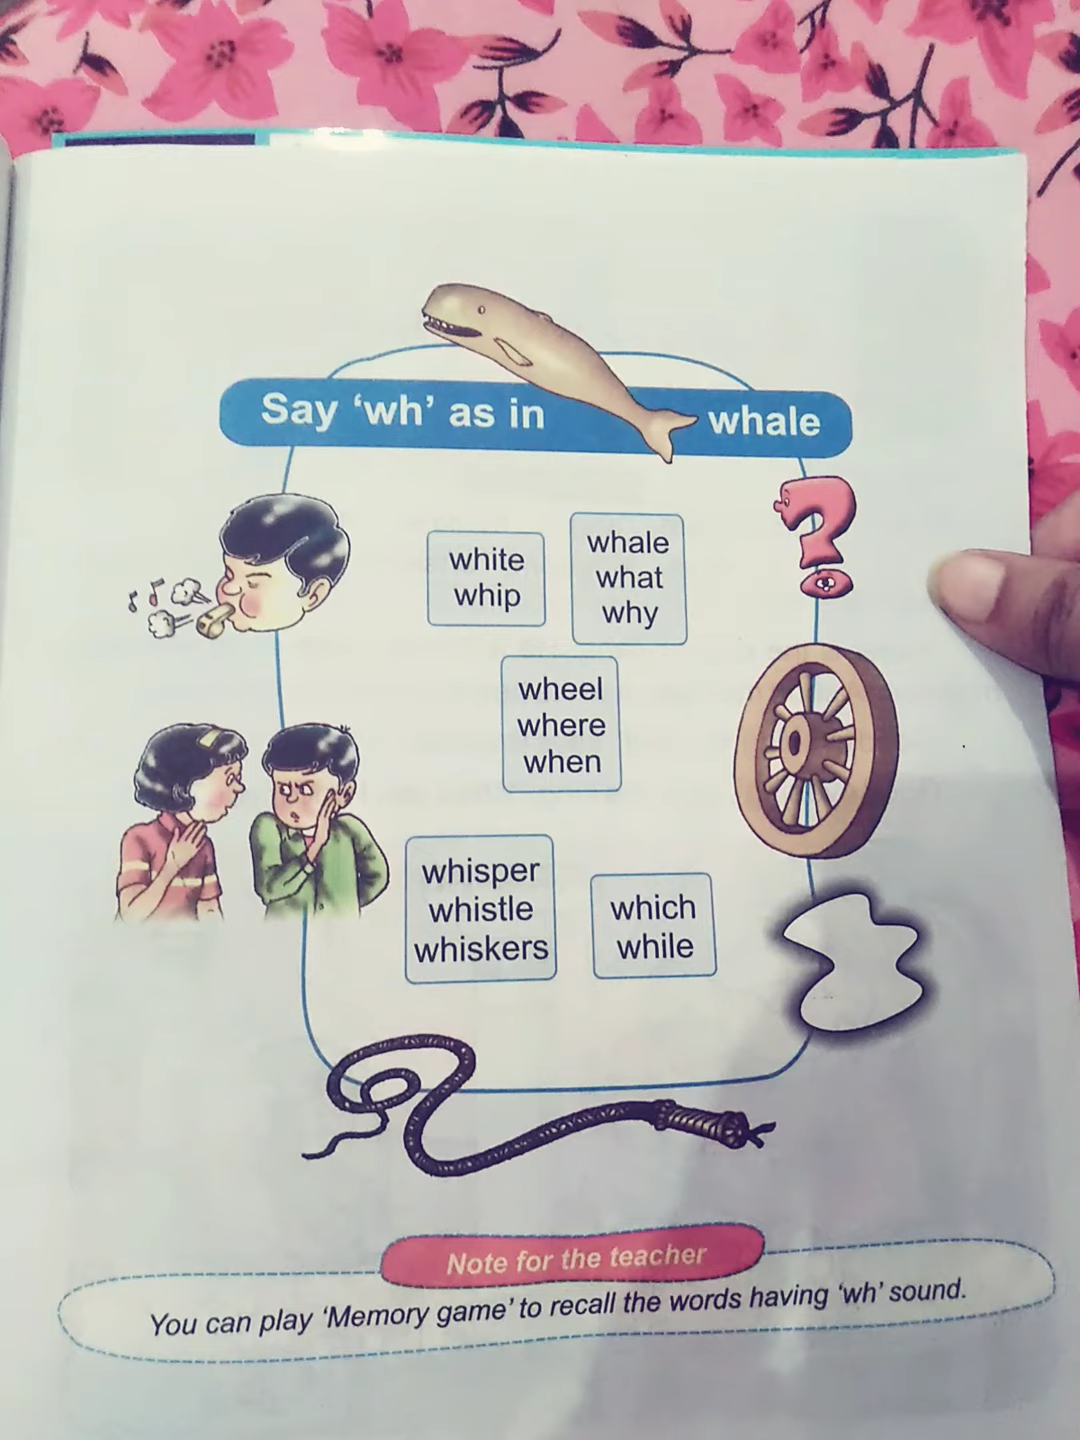 Say ‘wh’ as in whale
white
whip
whale
what
why
wheel
where
when
whisper
whistle
whiskers
which
while
Note for the teacher
You can play ‘Memory game’ to recall the words having ‘wh’ sound.